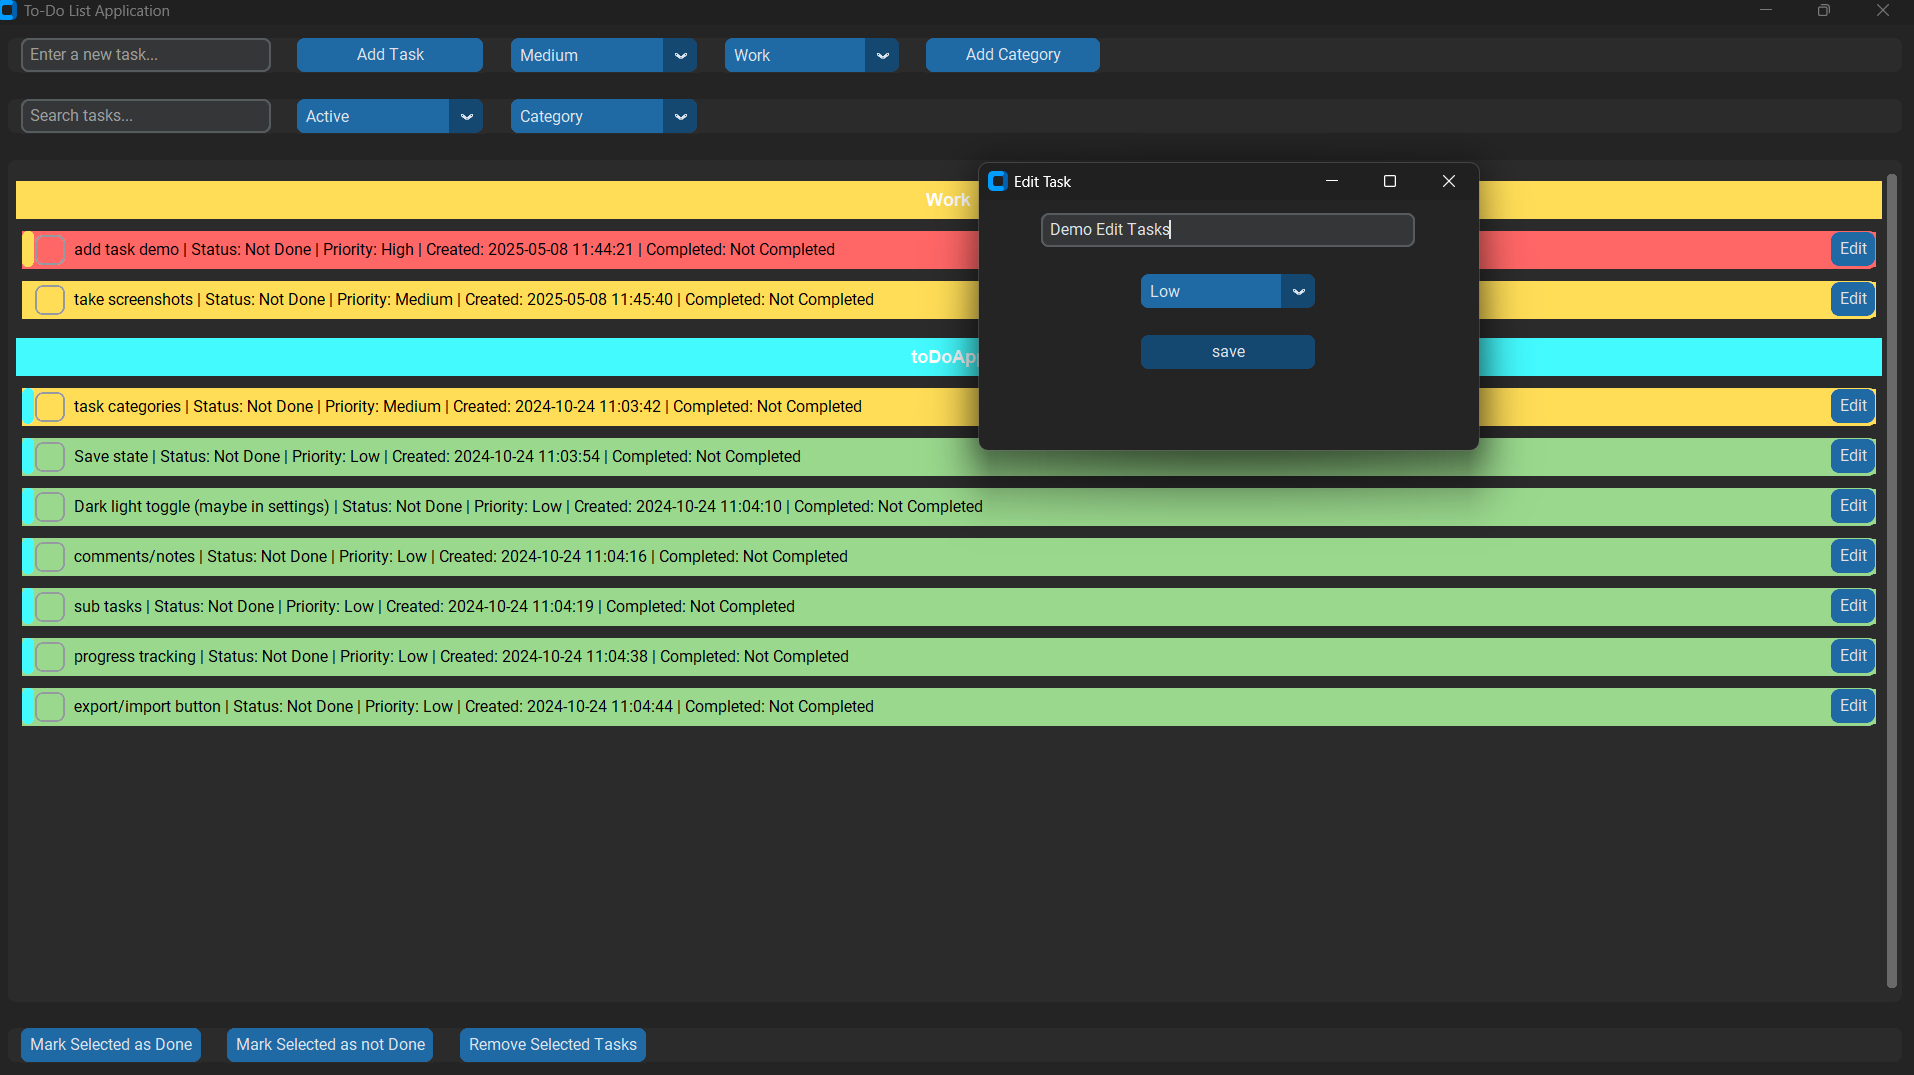 To-Do List Application
Enter a new task... Add Task Medium Work Add Category
Search tasks... Active Category
Work
Edit Task
Demo Edit Tasks
Low
save
add task demo | Status: Not Done | Priority: High | Created: 2025-05-08 11:44:21 | Completed: Not Completed Edit
take screenshots | Status: Not Done | Priority: Medium | Created: 2025-05-08 11:45:40 | Completed: Not Completed Edit
toDoAp
task categories | Status: Not Done | Priority: Medium | Created: 2024-10-24 11:03:42 | Completed: Not Completed Edit
Save state | Status: Not Done | Priority: Low | Created: 2024-10-24 11:03:54 | Completed: Not Completed Edit
Dark light toggle (maybe in settings) | Status: Not Done | Priority: Low | Created: 2024-10-24 11:04:10 | Completed: Not Completed Edit
comments/notes | Status: Not Done | Priority: Low | Created: 2024-10-24 11:04:16 | Completed: Not Completed Edit
sub tasks | Status: Not Done | Priority: Low | Created: 2024-10-24 11:04:19 | Completed: Not Completed Edit
progress tracking | Status: Not Done | Priority: Low | Created: 2024-10-24 11:04:38 | Completed: Not Completed Edit
export/import button | Status: Not Done | Priority: Low | Created: 2024-10-24 11:04:44 | Completed: Not Completed Edit
Mark Selected as Done Mark Selected as not Done Remove Selected Tasks